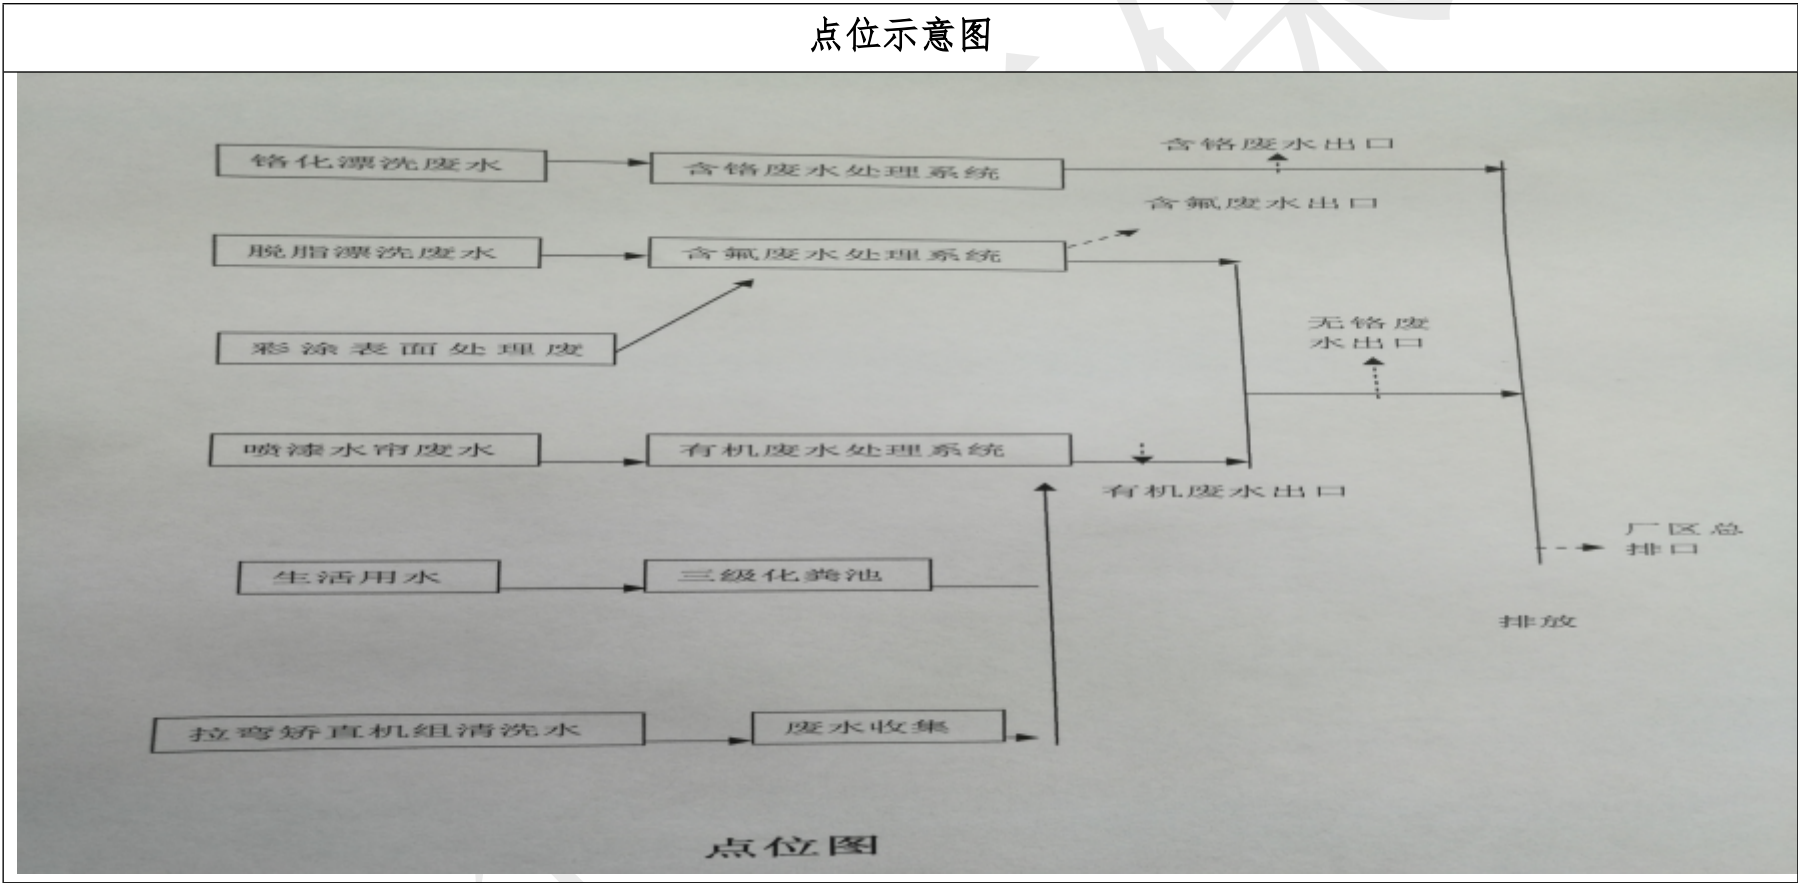 点位示意图
铬化漂洗废水
含铬废水处理系统
含铬废水出口
含氟废水出口
脱脂漂洗废水
含氟废水处理系统
彩涂表面处理废
无铬废
水出口
喷漆水帘废水
有机废水处理系统
有机废水出口
厂区总
排口
生活用水
三级化粪池
排放
拉弯矫直机组清洗水
废水收集
点位图